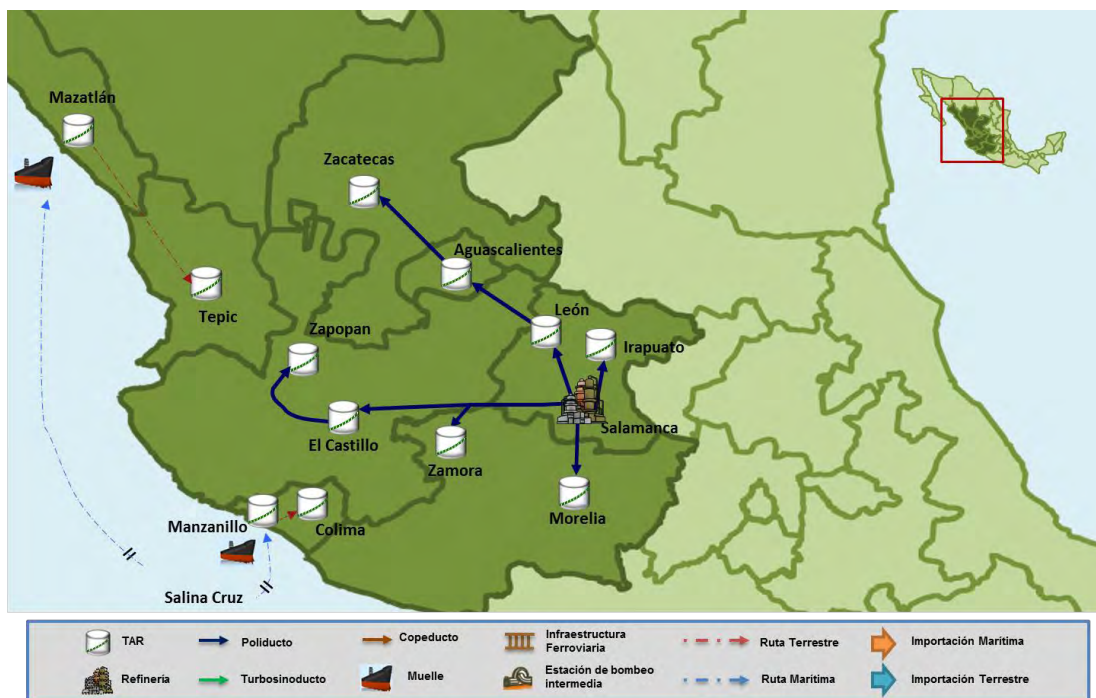 Mazatlán
Zacatecas
Aguascalientes
Tepic
León
Zapopan
Irapuato
Salamanca
El Castillo
Zamora
Manzanillo
Colima
Morelia
Salina Cruz
TAR
Poliducto
Copeducto
Infraestructura
Ferroviaria
Ruta Terrestre
Importación Marítima
Refinería
Turbosinoducto
Muelle
Estación de bombeo
intermedia
Ruta Marítima
Importación Terrestre